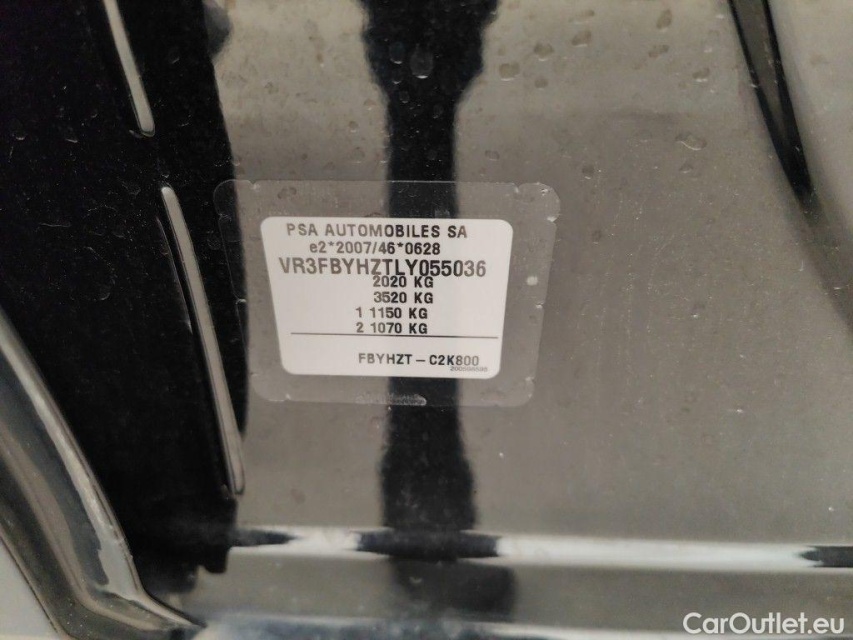 PSA AUTOMOBILES SA
e2*2007/46*0628
VR3FBYHZTLY055036
2020 KG
3520 KG
1 1150 KG
2 1070 KG
FBYHZT – C2K800
CarOutlet.eu